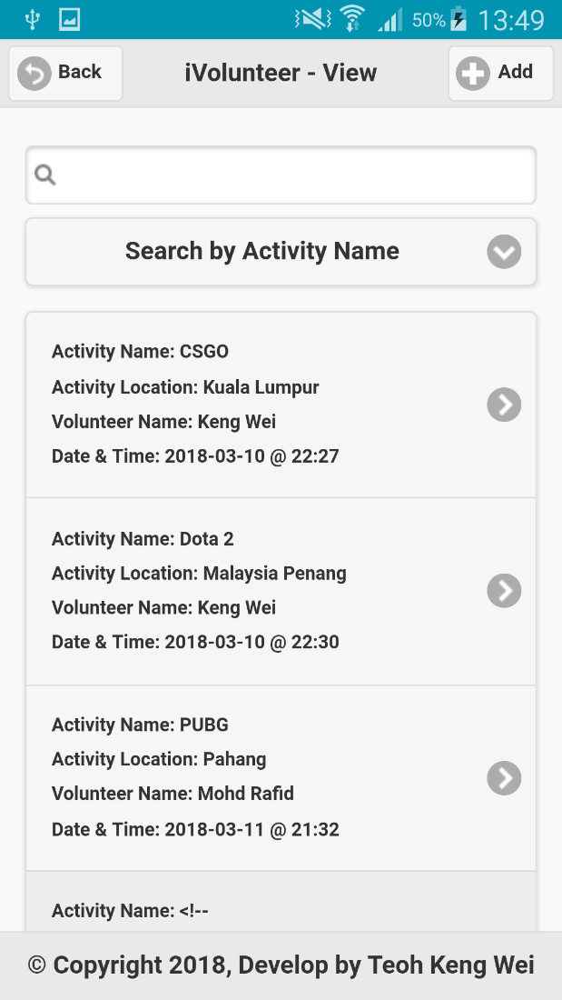 50% 13:49
Back iVolunteer - View Add
Search by Activity Name
Activity Name: CSGO
Activity Location: Kuala Lumpur
Volunteer Name: Keng Wei
Date & Time: 2018-03-10 @ 22:27
Activity Name: Dota 2
Activity Location: Malaysia Penang
Volunteer Name: Keng Wei
Date & Time: 2018-03-10 @ 22:30
Activity Name: PUBG
Activity Location: Pahang
Volunteer Name: Mohd Rafid
Date & Time: 2018-03-11 @ 21:32
Activity Name: <!--
© Copyright 2018, Develop by Teoh Keng Wei